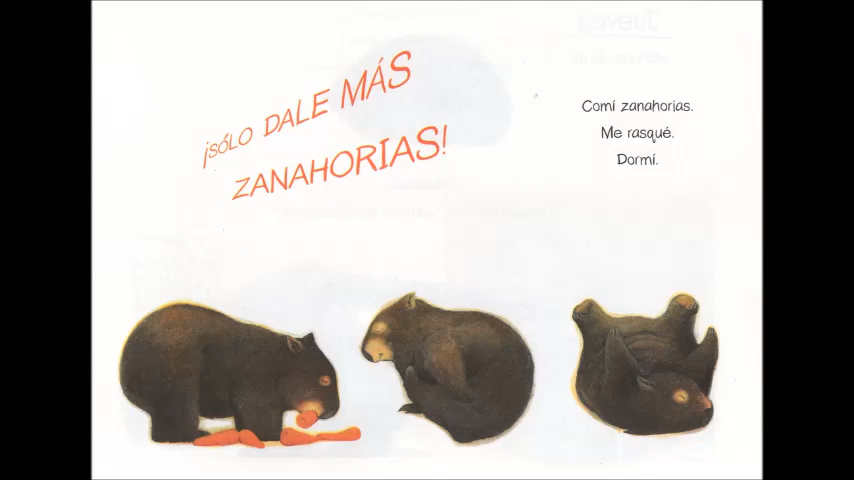 ¡SÓLO DALE MÁS
ZANAHORIAS!
Comí zanahorias.
Me rasqué.
Dormí.